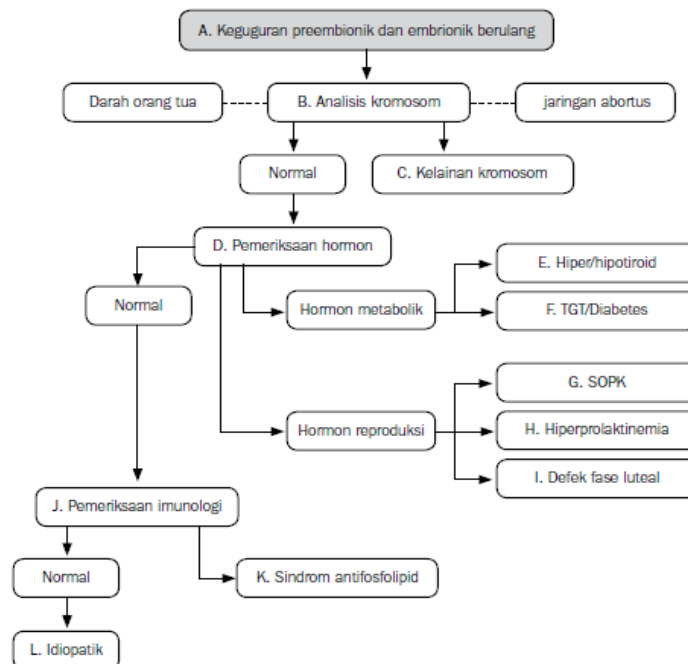 A. Keguguran preembionik dan embrionik berulang
Darah orang tua
B. Analisis kromosom
jaringan abortus
Normal
C. Kelainan kromosom
D. Pemeriksaan hormon
E. Hiper/hipotiroid
Normal
Hormon metabolik
F. TGT/Diabetes
G. SOPK
Hormon reproduksi
H. Hiperprolaktinemia
I. Defek fase luteal
J. Pemeriksaan imunologi
Normal
K. Sindrom antifosfolipid
L. Idiopatik